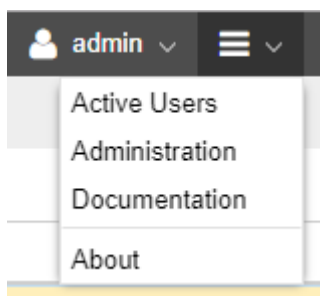 admin
Active Users
Administration
Documentation
About